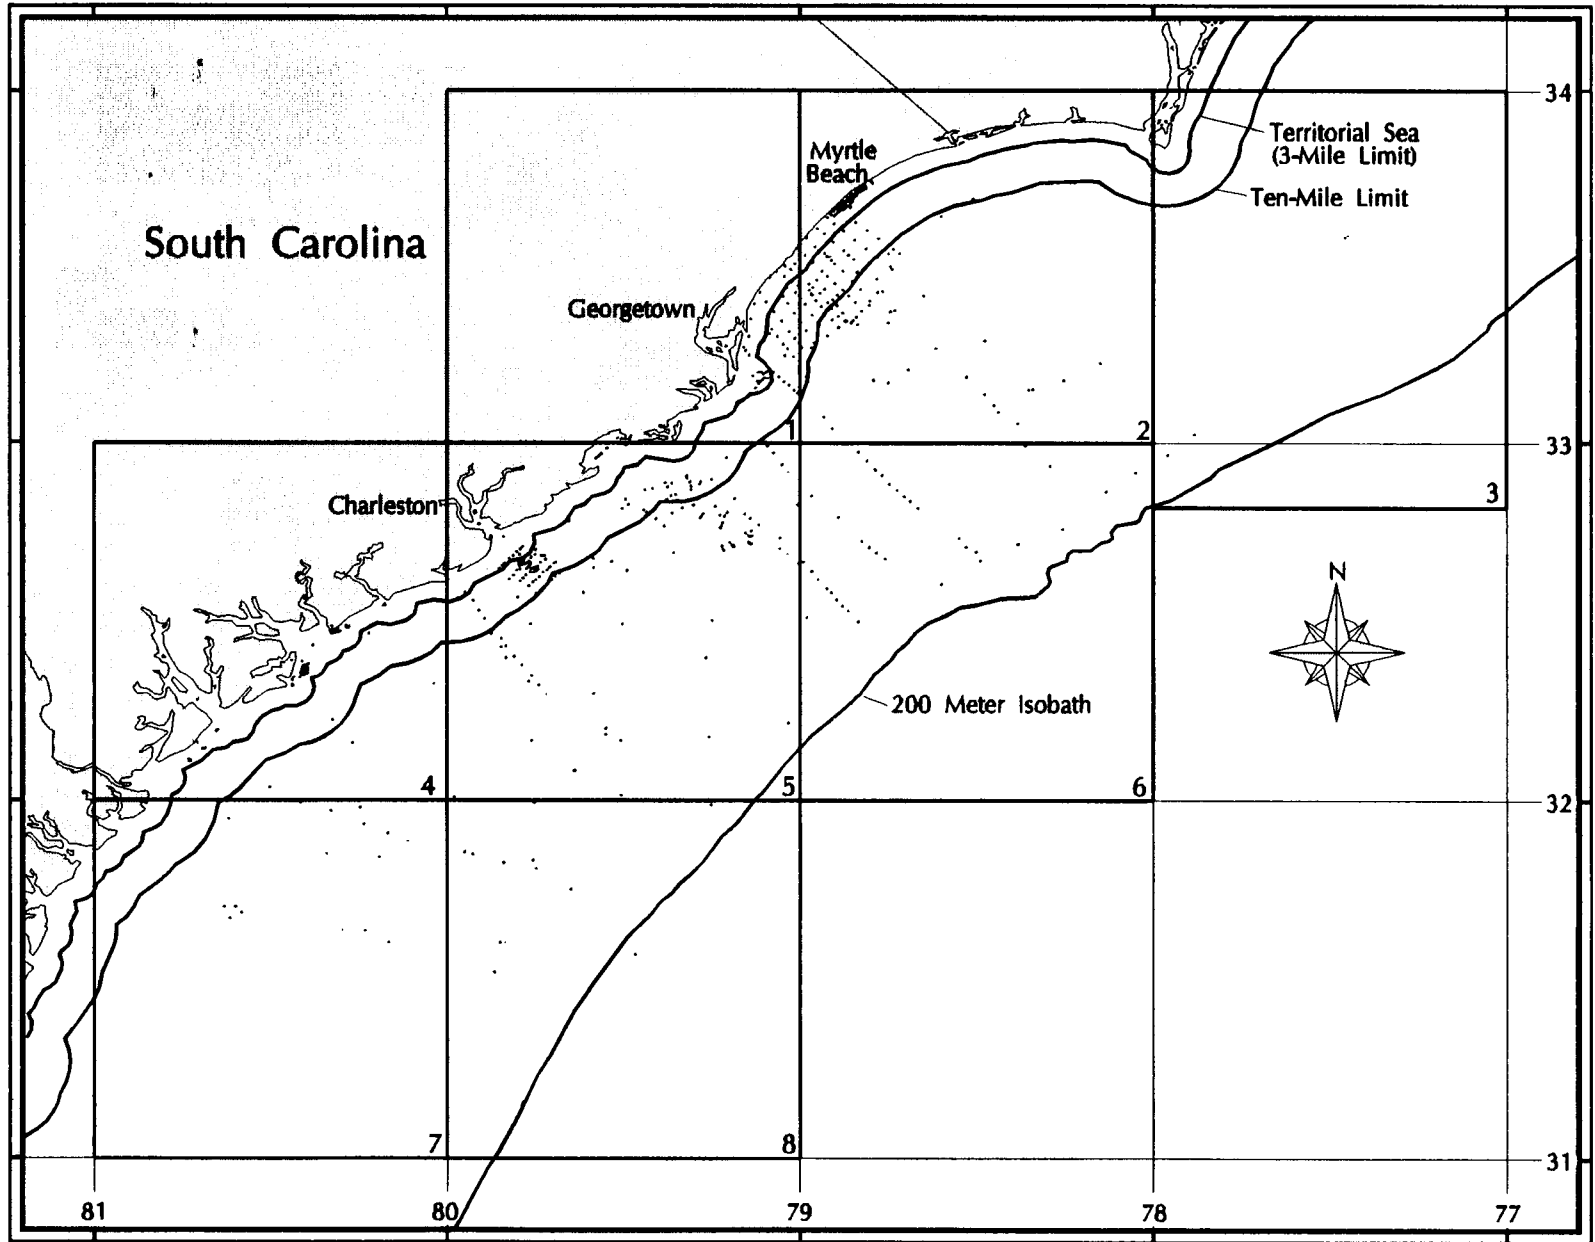 34
Territorial Sea
(3-Mile Limit)
Myrtle
Beach
Ten-Mile Limit
South Carolina
Georgetown
1
2
33
3
Charleston
N
200 Meter Isobath
4
5
6
32
7
8
31
81
80
79
78
77